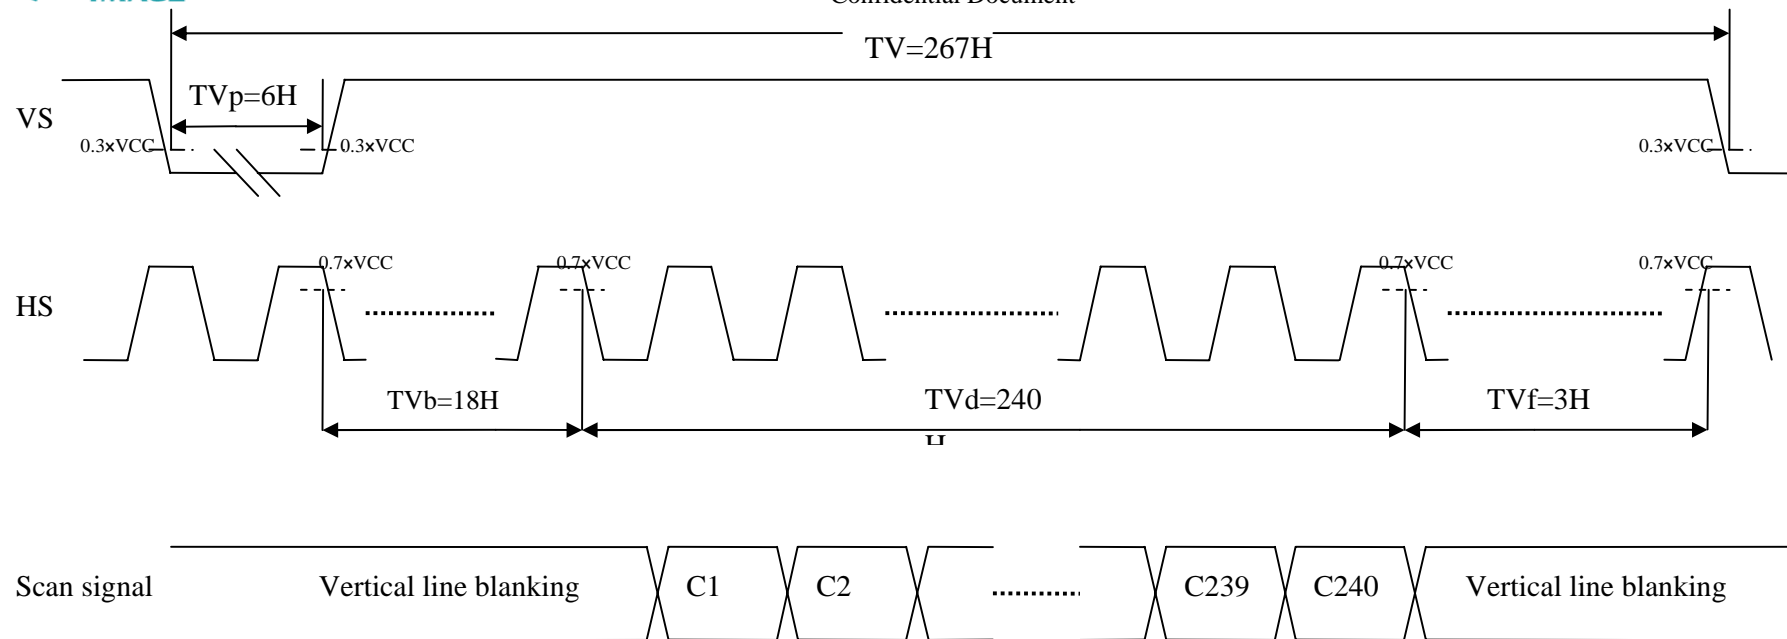 Confidential Document
TV=267H
TVp=6H
VS
0.3×VCC 0.3×VCC 0.3×VCC
0.7×VCC 0.7×VCC 0.7×VCC 0.7×VCC
HS
TVb=18H TVd=240 TVf=3H
H
Scan signal Vertical line blanking C1 C2 C239 C240 Vertical line blanking